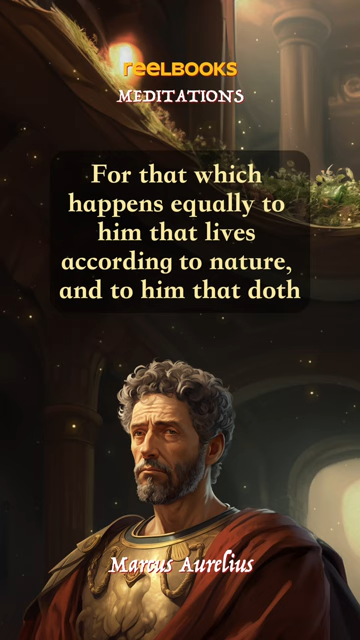 reelBOOKS
MEDITATIONS
For that which
happens equally to
him that lives
according to nature,
and to him that doth
Marcus Aurelius